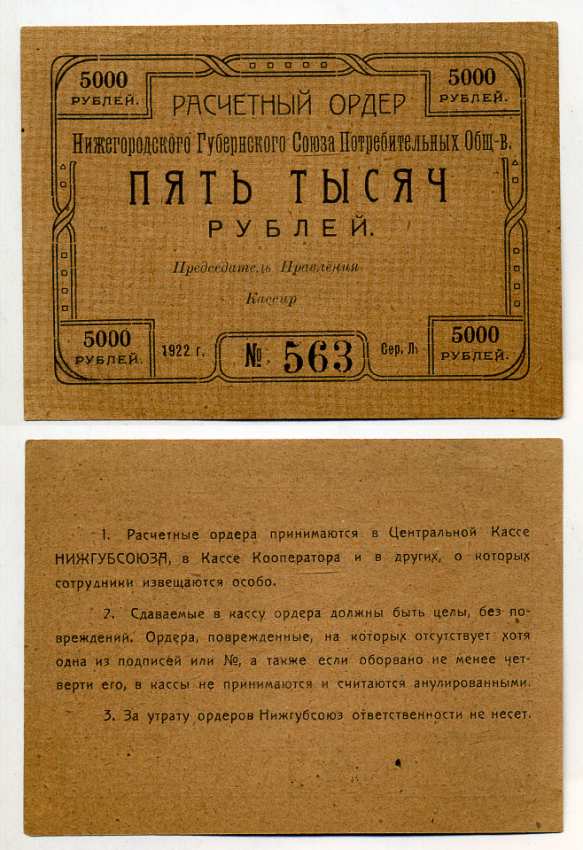 5000 РУБЛЕЙ.
5000 РУБЛЕЙ.
РАСЧЕТНЫЙ ОРДЕР
Нижегородского Губернского Союза Потребительных Общ-в.
ПЯТЬ ТЫСЯЧ
РУБЛЕЙ.
Председатель Правления
Кассир
5000 РУБЛЕЙ.
1922 г.
№ 563
Сер. Л.
5000 РУБЛЕЙ.
1. Расчетные ордера принимаются в Центральной Кассе
НИЖГУБСОЮЗА, в Кассе Кооператора и в других, о которых
сотрудники извещаются особо.
2. Сдаваемые в кассу ордера должны быть целы, без по-
вреждений. Ордера, поврежденные, на которых отсутствует хотя
одна из подписей или №, а также если оборвано не менее чет-
верти его, в кассы не принимаются и считаются анулированными.
3. За утрату ордеров Нижгубсоюз ответственности не несет.